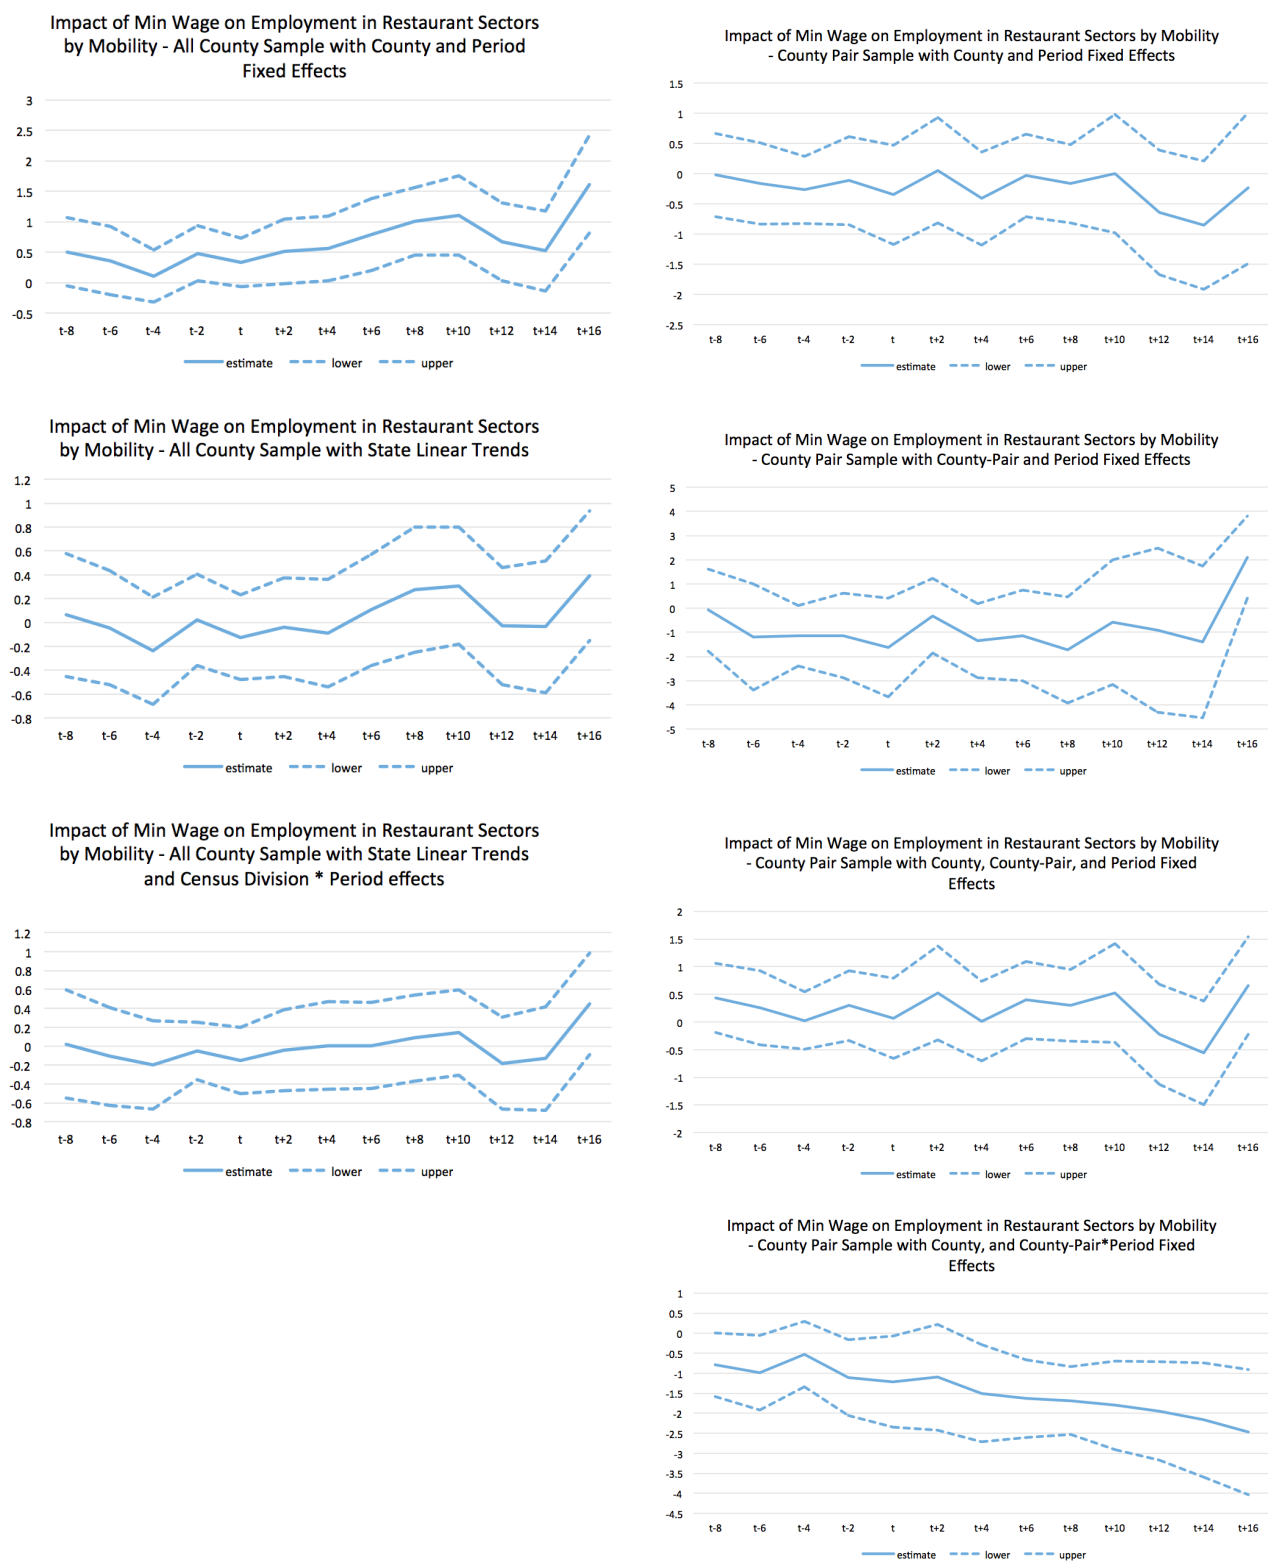 Impact of Min Wage on Employment in Restaurant Sectors
by Mobility - All County Sample with County and Period
Fixed Effects
3
2.5
2
1.5
1
0.5
0
-0.5
t-8 t-6 t-4 t-2 t t+2 t+4 t+6 t+8 t+10 t+12 t+14 t+16
estimate lower upper
Impact of Min Wage on Employment in Restaurant Sectors by Mobility
- County Pair Sample with County and Period Fixed Effects
1.5
1
0.5
0
-0.5
-1
-1.5
-2
-2.5
t-8 t-6 t-4 t-2 t t+2 t+4 t+6 t+8 t+10 t+12 t+14 t+16
estimate lower upper
Impact of Min Wage on Employment in Restaurant Sectors
by Mobility - All County Sample with State Linear Trends
1.2
1
0.8
0.6
0.4
0.2
0
-0.2
-0.4
-0.6
-0.8
t-8 t-6 t-4 t-2 t t+2 t+4 t+6 t+8 t+10 t+12 t+14 t+16
estimate lower upper
Impact of Min Wage on Employment in Restaurant Sectors by Mobility
- County Pair Sample with County-Pair and Period Fixed Effects
5
4
3
2
1
0
-1
-2
-3
-4
-5
t-8 t-6 t-4 t-2 t t+2 t+4 t+6 t+8 t+10 t+12 t+14 t+16
estimate lower upper
Impact of Min Wage on Employment in Restaurant Sectors
by Mobility - All County Sample with State Linear Trends
and Census Division * Period effects
1.2
1
0.8
0.6
0.4
0.2
0
-0.2
-0.4
-0.6
-0.8
t-8 t-6 t-4 t-2 t t+2 t+4 t+6 t+8 t+10 t+12 t+14 t+16
estimate lower upper
Impact of Min Wage on Employment in Restaurant Sectors by Mobility
- County Pair Sample with County, County-Pair, and Period Fixed
Effects
2
1.5
1
0.5
0
-0.5
-1
-1.5
-2
t-8 t-6 t-4 t-2 t t+2 t+4 t+6 t+8 t+10 t+12 t+14 t+16
estimate lower upper
Impact of Min Wage on Employment in Restaurant Sectors by Mobility
- County Pair Sample with County, and County-Pair*Period Fixed
Effects
1
0.5
0
-0.5
-1
-1.5
-2
-2.5
-3
-3.5
-4
-4.5
t-8 t-6 t-4 t-2 t t+2 t+4 t+6 t+8 t+10 t+12 t+14 t+16
estimate lower upper